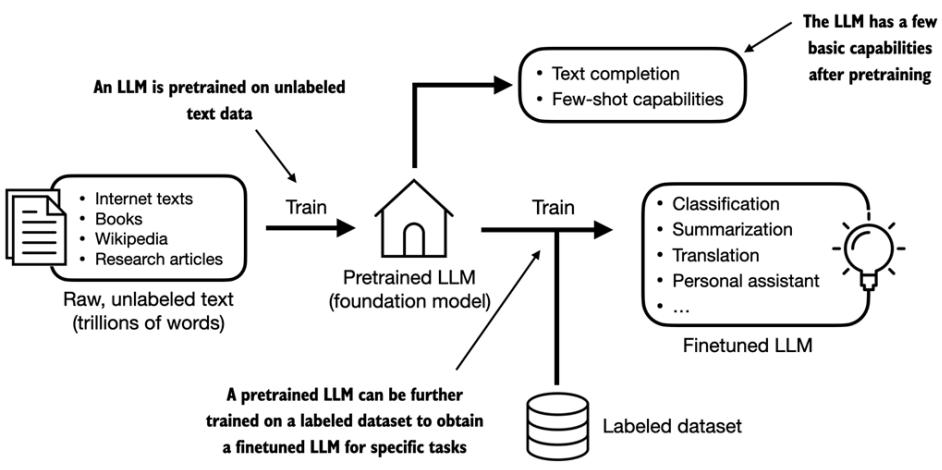 The LLM has a few
basic capabilities
after pretraining
• Text completion
• Few-shot capabilities
An LLM is pretrained on unlabeled
text data
• Internet texts
• Books
• Wikipedia
• Research articles
Raw, unlabeled text
(trillions of words)
Train
Pretrained LLM
(foundation model)
Train
• Classification
• Summarization
• Translation
• Personal assistant
• ...
Finetuned LLM
A pretrained LLM can be further
trained on a labeled dataset to obtain
a finetuned LLM for specific tasks
Labeled dataset